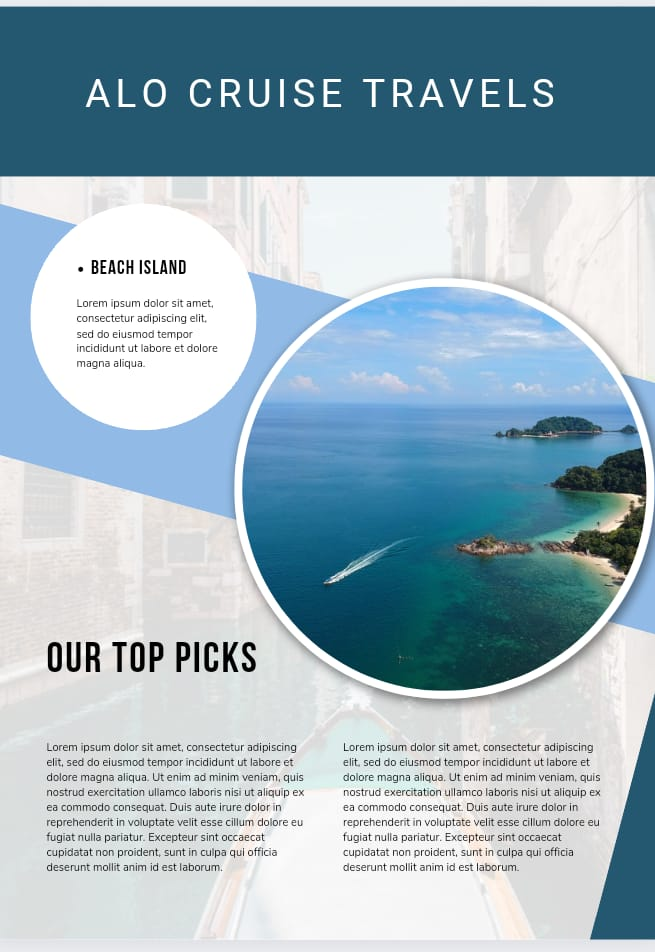 ALO CRUISE TRAVELS
• BEACH ISLAND
Lorem ipsum dolor sit amet,
consectetur adipiscing elit,
sed do eiusmod tempor
incididunt ut labore et dolore
magna aliqua.
OUR TOP PICKS
Lorem ipsum dolor sit amet, consectetur adipiscing
elit, sed do eiusmod tempor incididunt ut labore et
dolore magna aliqua. Ut enim ad minim veniam, quis
nostrud exercitation ullamco laboris nisi ut aliquip ex
ea commodo consequat. Duis aute irure dolor in
reprehenderit in voluptate velit esse cillum dolore eu
fugiat nulla pariatur. Excepteur sint occaecat
cupidatat non proident, sunt in culpa qui officia
deserunt mollit anim id est laborum.
Lorem ipsum dolor sit amet, consectetur adipiscing
elit, sed do eiusmod tempor incididunt ut labore et
dolore magna aliqua. Ut enim ad minim veniam, quis
nostrud exercitation ullamco laboris nisi ut aliquip ex
ea commodo consequat. Duis aute irure dolor in
reprehenderit in voluptate velit esse cillum dolore eu
fugiat nulla pariatur. Excepteur sint occaecat
cupidatat non proident, sunt in culpa qui officia
deserunt mollit anim id est laborum.